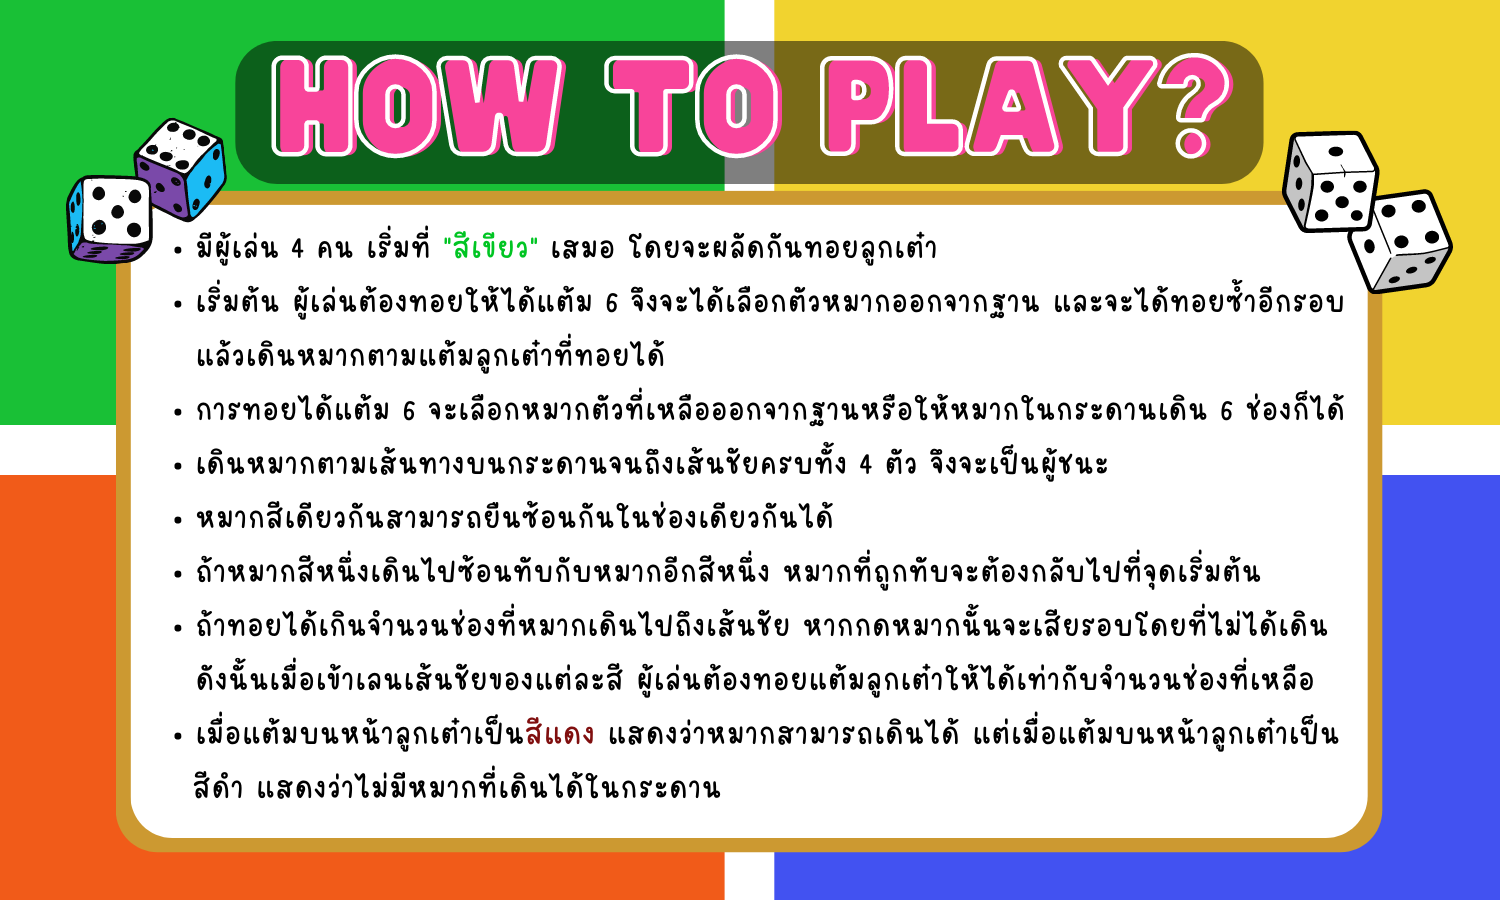 HOW TO PLAY?
• มีผู้เล่น 4 คน เริ่มที่ "สีเขียว" เสมอ โดยจะผลัดกันทอยลูกเต๋า
• เริ่มต้น ผู้เล่นต้องทอยให้ได้แต้ม 6 จึงจะได้เลือกตัวหมากออกจากฐาน และจะได้ทอยซ้ำอีกรอบ
แล้วเดินหมากตามแต้มลูกเต๋าที่ทอยได้
• การทอยได้แต้ม 6 จะเลือกหมากตัวที่เหลือออกจากฐานหรือให้หมากในกระดานเดิน 6 ช่องก็ได้
• เดินหมากตามเส้นทางบนกระดานจนถึงเส้นชัยครบทั้ง 4 ตัว จึงจะเป็นผู้ชนะ
• หมากสีเดียวกันสามารถยืนซ้อนกันในช่องเดียวกันได้
• ถ้าหมากสีหนึ่งเดินไปซ้อนทับกับหมากอีกสีหนึ่ง หมากที่ถูกทับจะต้องกลับไปที่จุดเริ่มต้น
• ถ้าทอยได้เกินจำนวนช่องที่หมากเดินไปถึงเส้นชัย หากกดหมากนั้นจะเสียรอบโดยที่ไม่ได้เดิน
ดังนั้นเมื่อเข้าเลนเส้นชัยของแต่ละสี ผู้เล่นต้องทอยแต้มลูกเต๋าให้ได้เท่ากับจำนวนช่องที่เหลือ
• เมื่อแต้มบนหน้าลูกเต๋าเป็นสีแดง แสดงว่าหมากสามารถเดินได้ แต่เมื่อแต้มบนหน้าลูกเต๋าเป็น
สีดำ แสดงว่าไม่มีหมากที่เดินได้ในกระดาน